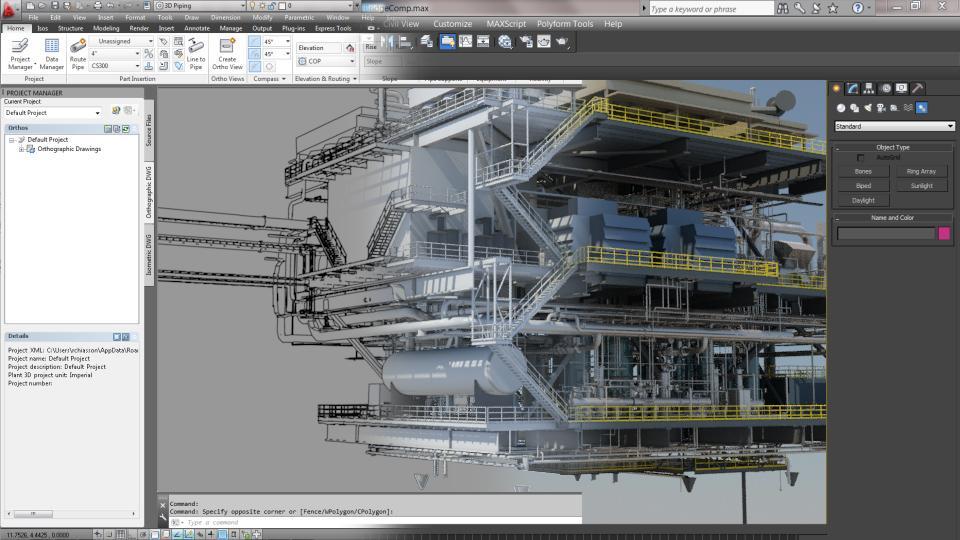 3D Piping
eComp.max
Type a keyword or phrase
File Edit View Insert Format Tools Draw Dimension Modify Parametric Window Help
Civil View Customize MAXScript Polyform Tools Help
Home Isos Structure Modeling Render Insert Annotate Manage Output Plug-ins Express Tools
Project Manager
Data Manager
Route Pipe
Unassigned
4"
CS300
Line to Pipe
Create Ortho View
45°
45°
Elevation
COP
Rise
Slope
Project Part Insertion Ortho Views Compass Elevation & Routing Slope
PROJECT MANAGER
Current Project
Default Project
Orthos
Default Project
Orthographic Drawings
Source Files
Orthographic DWG
Isometric DWG
Details
Project XML: C:\Users\chiasson\AppData\Roa
Project name: Default Project
Project description: Default Project
Plant 3D project unit: Imperial
Project number:
Command:
Command: Specify opposite corner or [Fence/WPolygon/CPolygon]:
Type a command
11.7526, 4.4425, 0.0000
Standard
Object Type
AutoGrid
Bones Ring Array
Biped Sunlight
Daylight
Name and Color